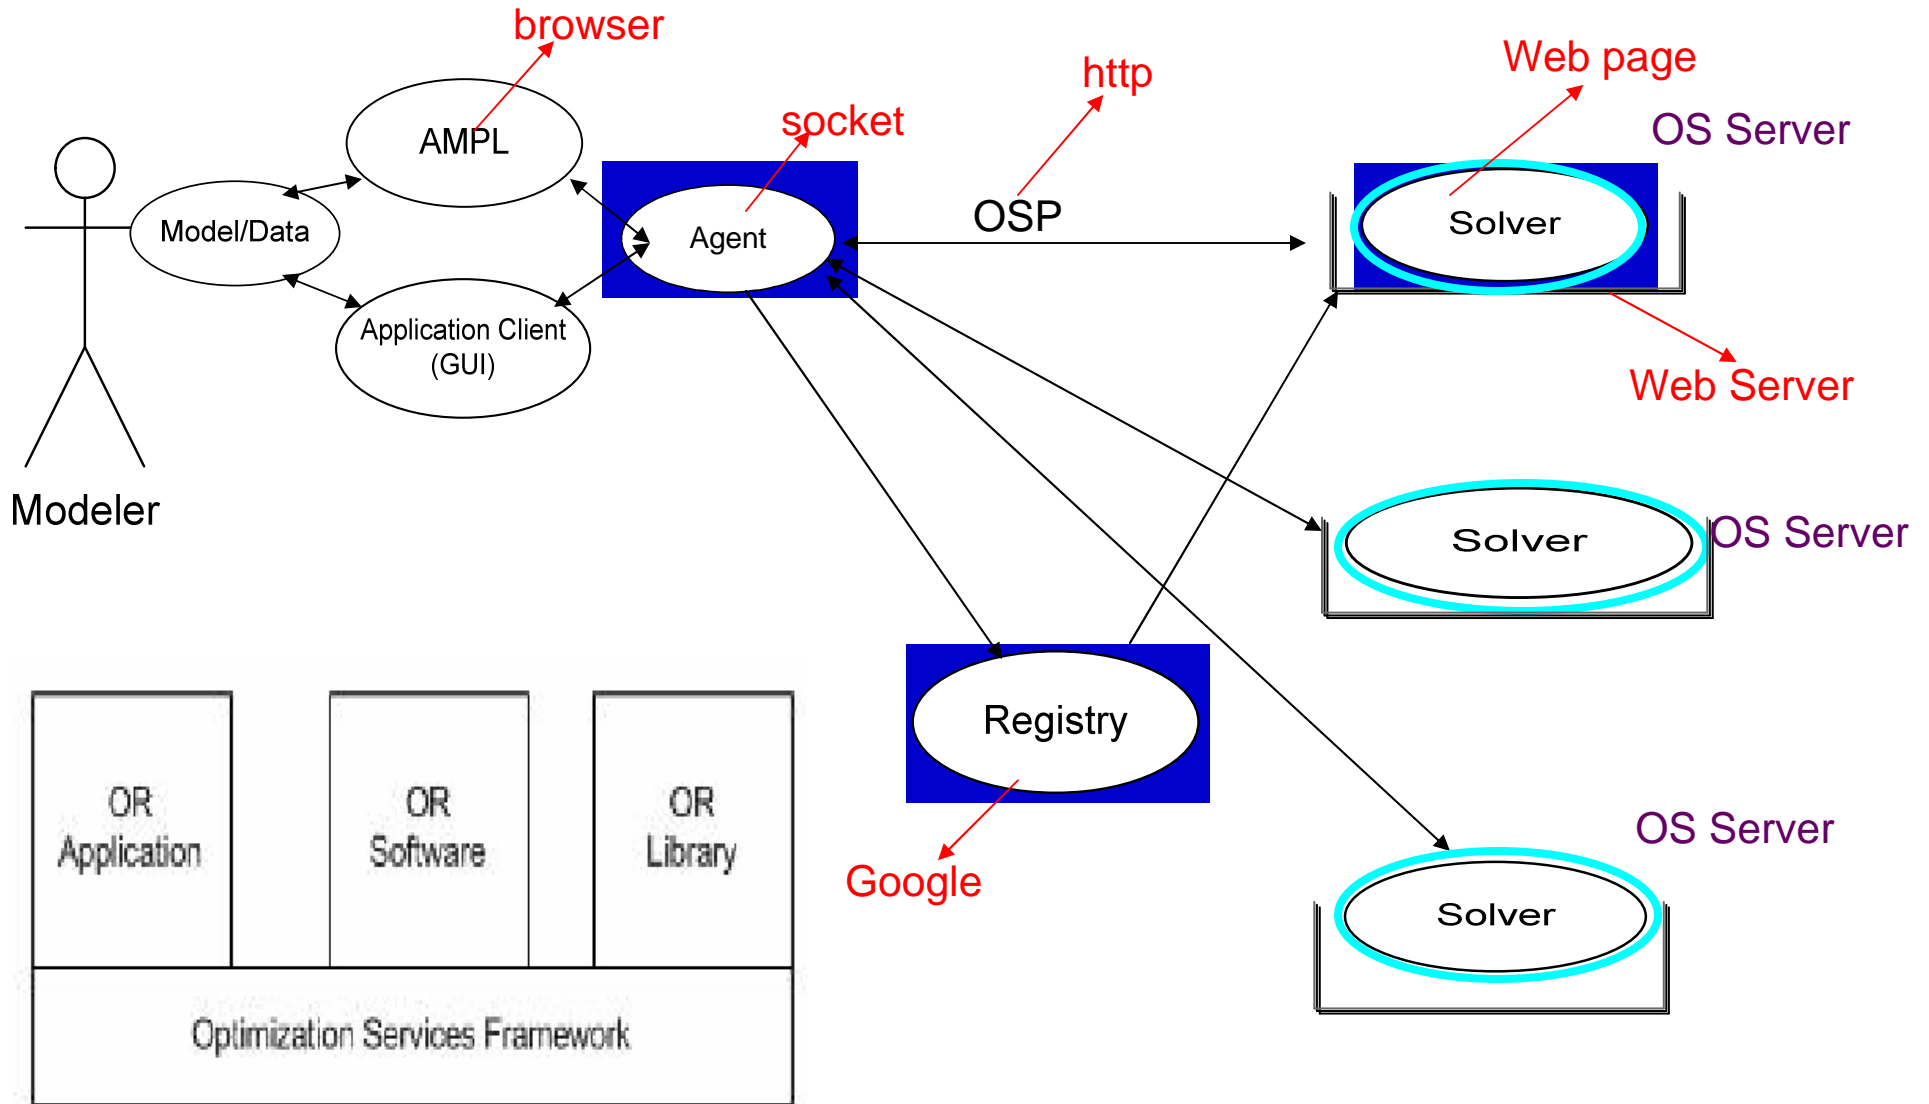 browser
http
Web page
socket
OS Server
AMPL
Model/Data
Agent
OSP
Solver
Application Client
(GUI)
Web Server
Modeler
Solver
OS Server
Registry
OR
Application
OR
Software
OR
Library
Google
OS Server
Solver
Optimization Services Framework